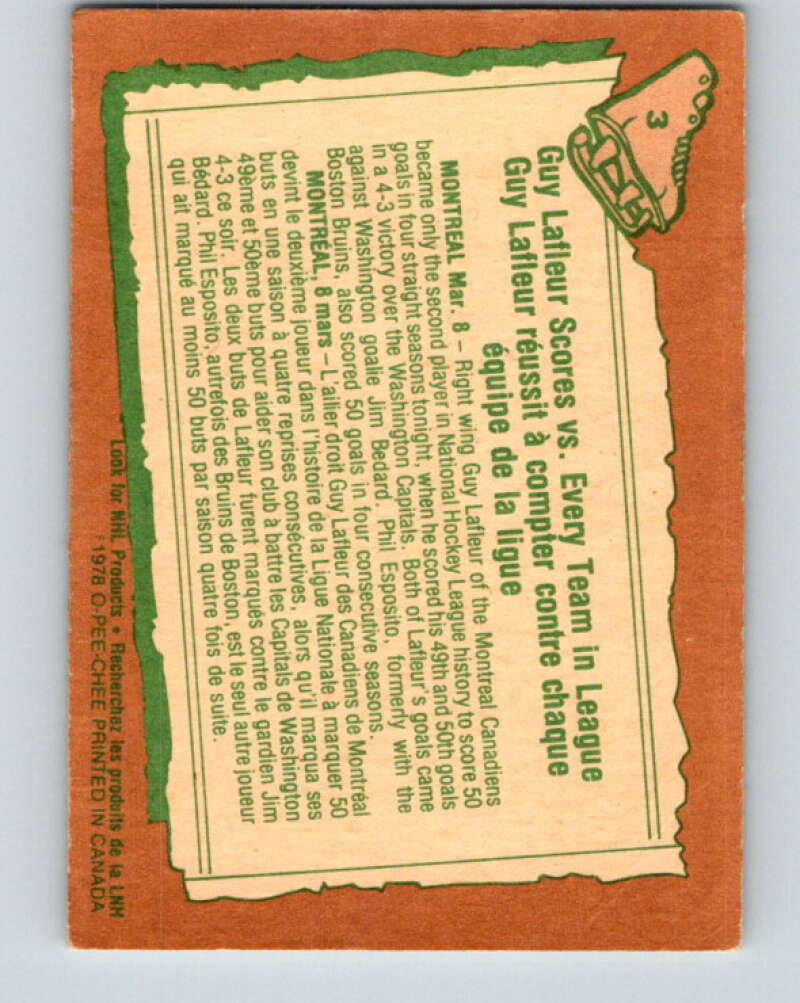 3
Guy Lafleur Scores vs. Every Team in League
Guy Lafleur réussit à compter contre chaque
équipe de la ligue
MONTREAL Mar. 8 – Right wing Guy Lafleur of the Montreal Canadiens
became only the second player in National Hockey League history to score 50
goals in four straight seasons tonight, when he scored his 49th and 50th goals
in a 4-3 victory over the Washington Capitals. Both of Lafleur's goals came
against Washington goalie Jim Bedard. Phil Esposito, formerly with the
Boston Bruins, also scored 50 goals in four consecutive seasons.
MONTRÉAL, 8 mars – L'ailier droit Guy Lafleur des Canadiens de Montréal
devint le deuxième joueur dans l'histoire de la Ligue Nationale à marquer 50
buts en une saison à quatre reprises consécutives, alors qu'il marqua ses
49ème et 50ème buts pour aider son club à battre les Capitals de Washington
4-3 ce soir. Les deux buts de Lafleur furent marqués contre le gardien Jim
Bédard. Phil Esposito, autrefois des Bruins de Boston, est le seul autre joueur
qui ait marqué au moins 50 buts par saison quatre fois de suite.
Look for NHL Products • Recherchez les produits de la LNH
©1978 O-PEE-CHEE PRINTED IN CANADA